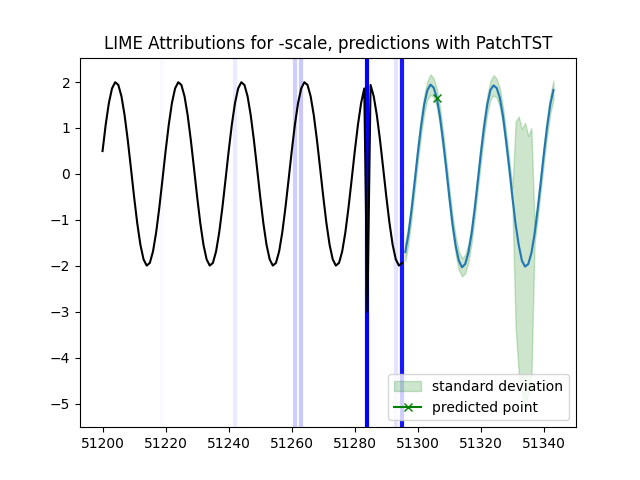 LIME Attributions for -scale, predictions with PatchTST
2
1
0
−1
−2
−3
−4
−5
standard deviation
predicted point
51200 51220 51240 51260 51280 51300 51320 51340